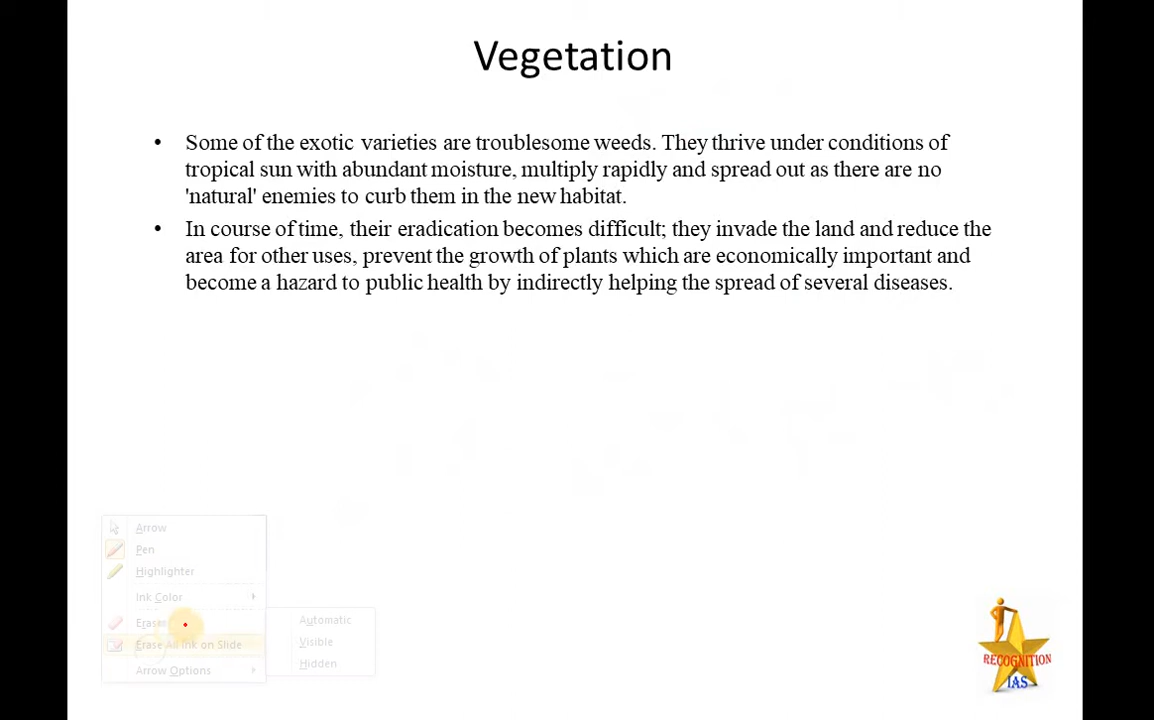 Vegetation
• Some of the exotic varieties are troublesome weeds. They thrive under conditions of
tropical sun with abundant moisture, multiply rapidly and spread out as there are no
'natural' enemies to curb them in the new habitat.
• In course of time, their eradication becomes difficult; they invade the land and reduce the
area for other uses, prevent the growth of plants which are economically important and
become a hazard to public health by indirectly helping the spread of several diseases.
Arrow
Pen
Highlighter
Ink Color
Automatic
Visible
Erase All Ink on Slide
Hidden
Arrow Options
RECOGNITION
IAS